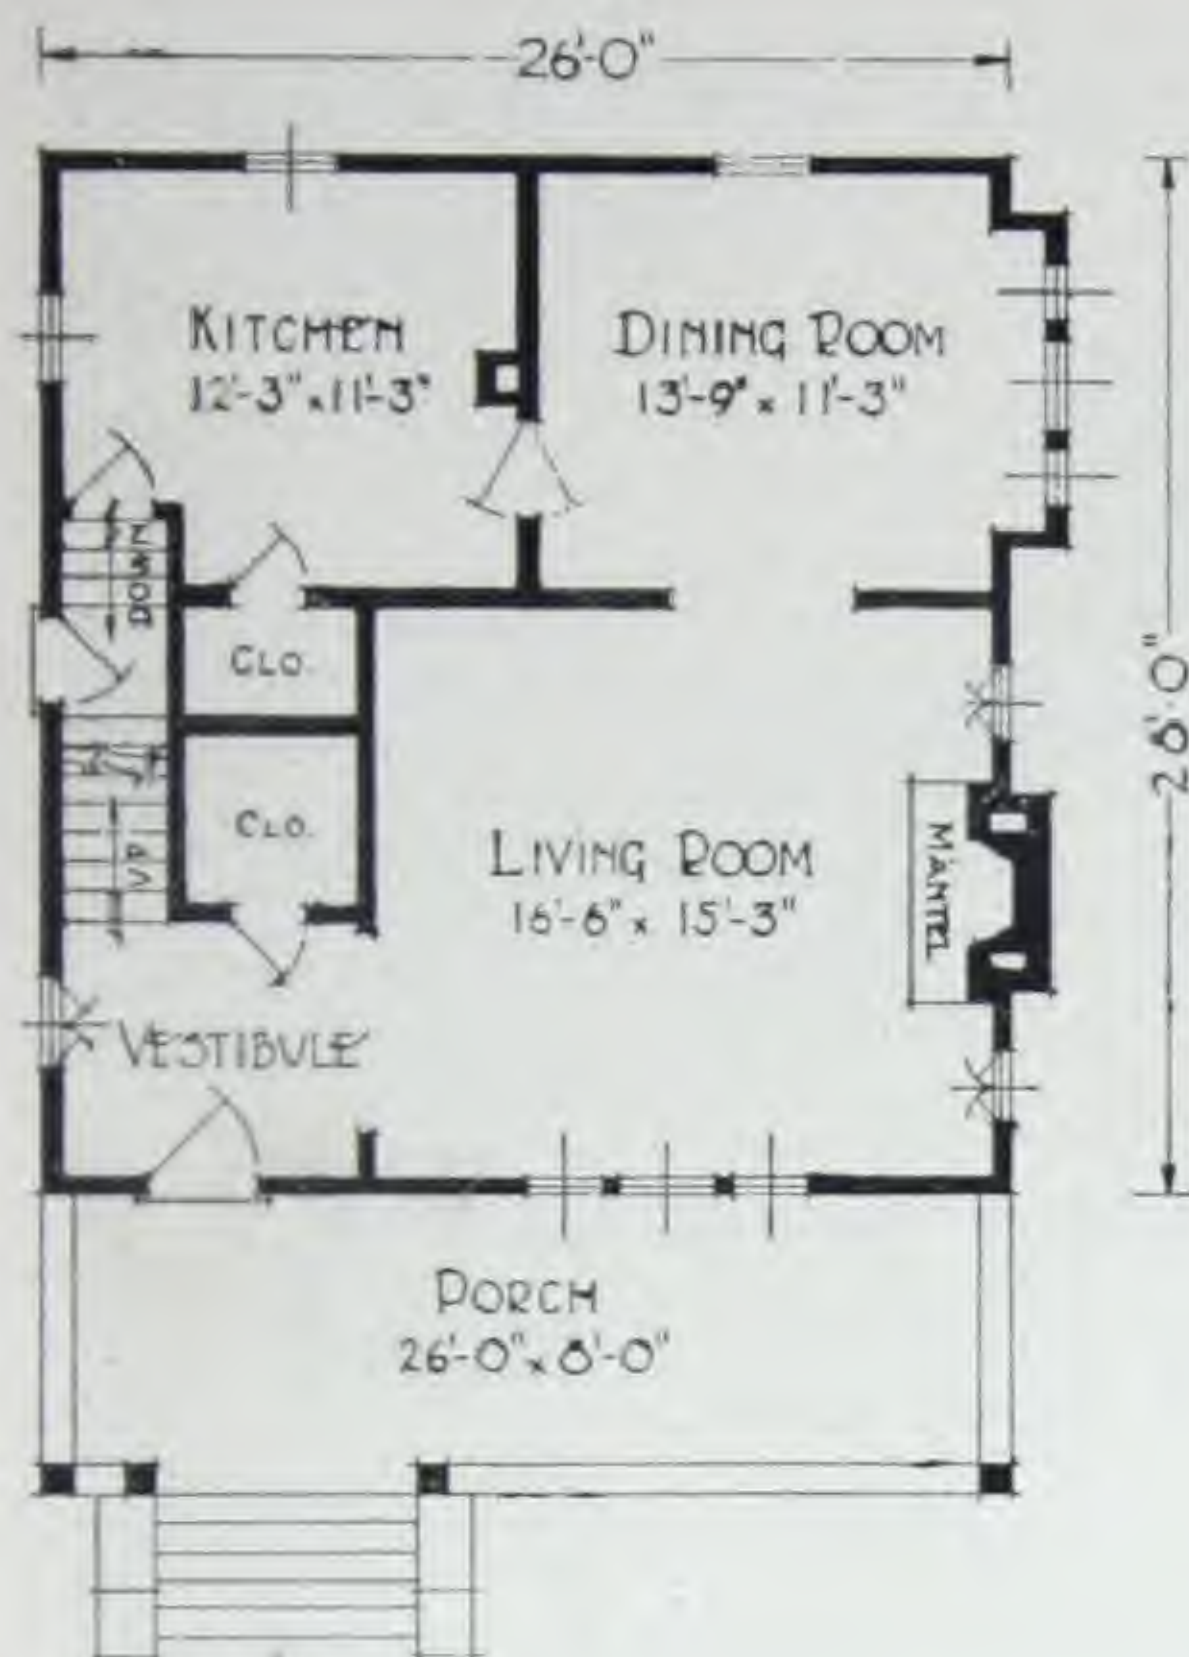 26'-0"
KITCHEN
12'-3" x 11'-3"
DINING ROOM
13'-9" x 11'-3"
DOWN
CLO.
28'-0"
CLO.
UP
LIVING ROOM
16'-6" x 15'-3"
MANTEL
VESTIBULE
PORCH
26'-0" x 8'-0"